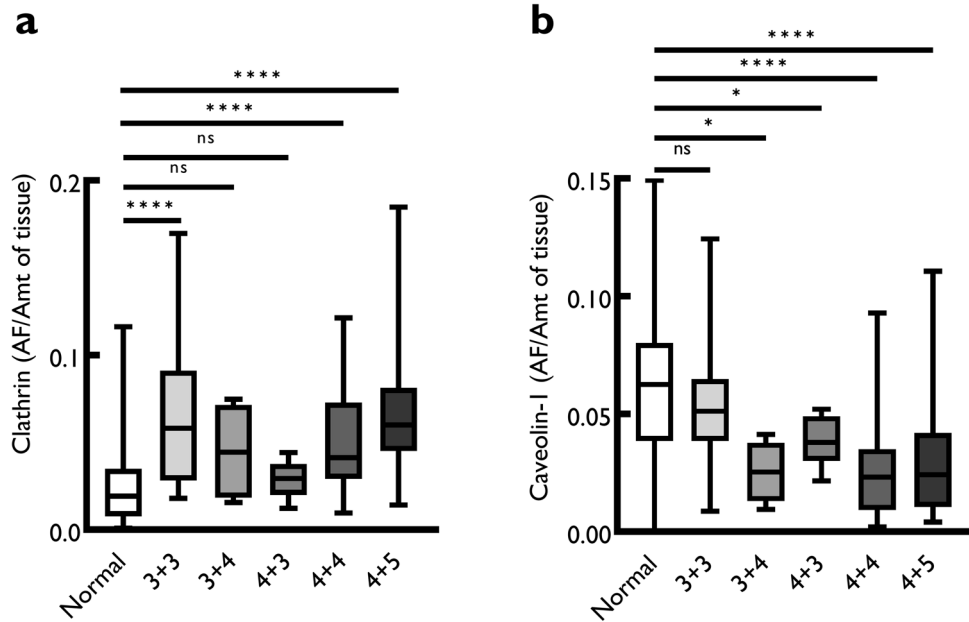 a
****
****
ns
ns
****
Clathrin (AF/Amt of tissue)
0.2
0.1
0.0
Normal
3+3
3+4
4+3
4+4
4+5
b
****
****
*
*
ns
Caveolin-1 (AF/Amt of tissue)
0.15
0.10
0.05
0.00
Normal
3+3
3+4
4+3
4+4
4+5